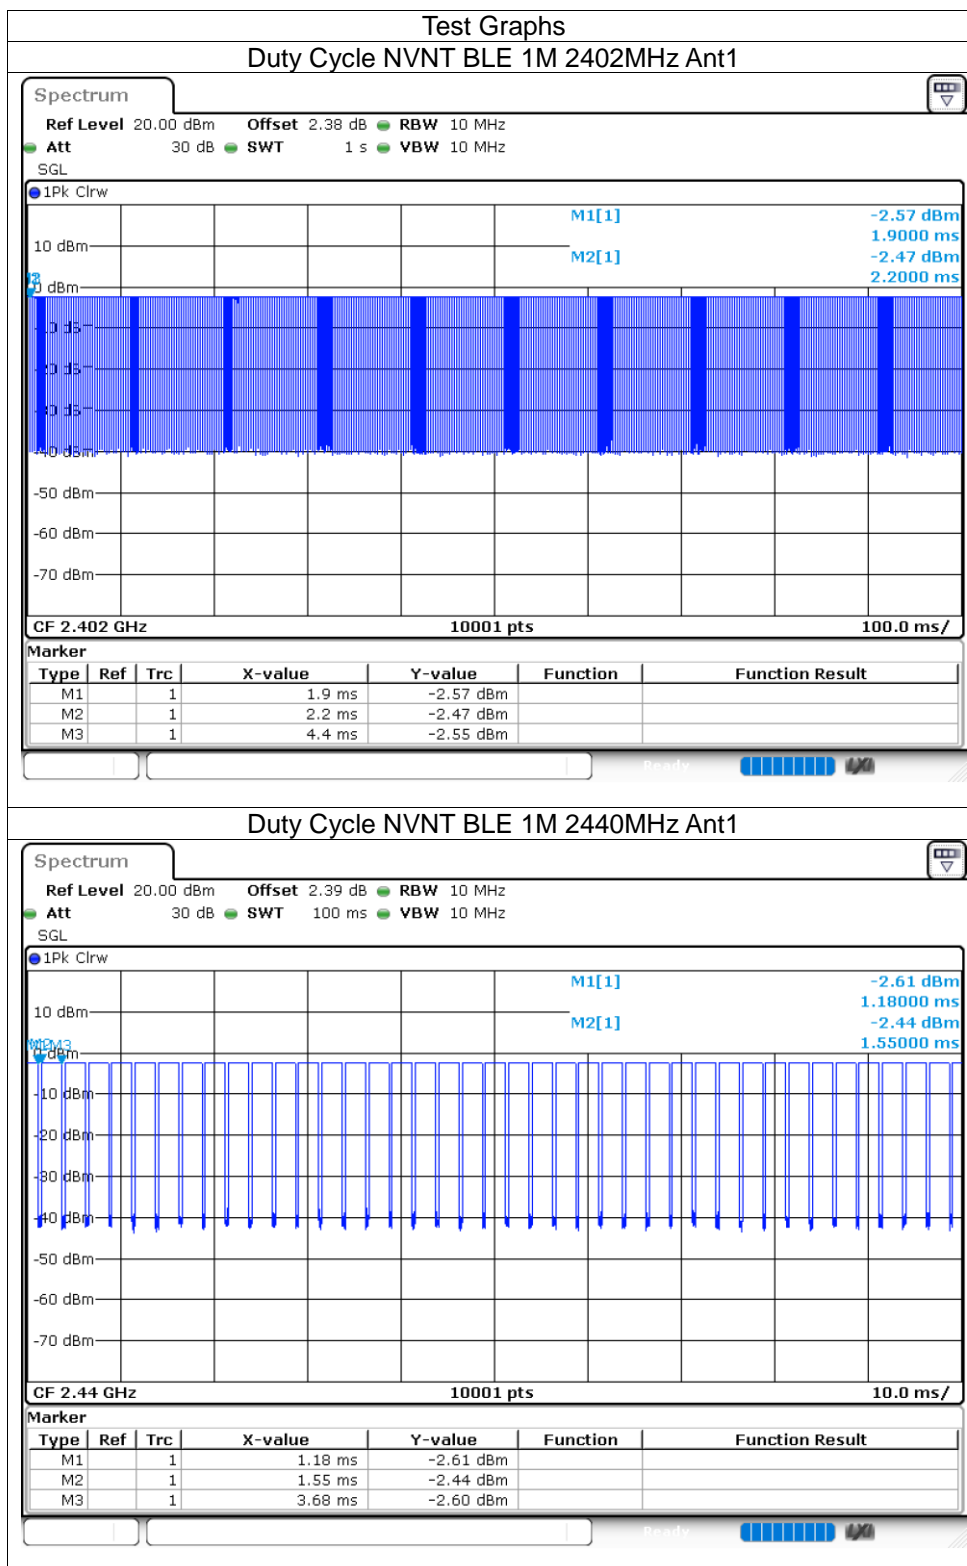 Test Graphs
Duty Cycle NVNT BLE 1M 2402MHz Ant1
Spectrum
Ref Level 20.00 dBm Offset 2.38 dB RBW 10 MHz
Att 30 dB SWT 1 s VBW 10 MHz
SGL
1Pk Clrw
M1[1] -2.57 dBm
1.9000 ms
10 dBm
M2[1] -2.47 dBm
2.2000 ms
0 dBm
-40 dBm
-50 dBm
-60 dBm
-70 dBm
CF 2.402 GHz 10001 pts 100.0 ms/
Marker
Type Ref Trc X-value Y-value Function Function Result
M1 1 1.9 ms -2.57 dBm
M2 1 2.2 ms -2.47 dBm
M3 1 4.4 ms -2.55 dBm
Ready
Duty Cycle NVNT BLE 1M 2440MHz Ant1
Spectrum
Ref Level 20.00 dBm Offset 2.39 dB RBW 10 MHz
Att 30 dB SWT 100 ms VBW 10 MHz
SGL
1Pk Clrw
M1[1] -2.61 dBm
1.18000 ms
10 dBm
M2[1] -2.44 dBm
1.55000 ms
M3
0 dBm
-10 dBm
-20 dBm
-30 dBm
-40 dBm
-50 dBm
-60 dBm
-70 dBm
CF 2.44 GHz 10001 pts 10.0 ms/
Marker
Type Ref Trc X-value Y-value Function Function Result
M1 1 1.18 ms -2.61 dBm
M2 1 1.55 ms -2.44 dBm
M3 1 3.68 ms -2.60 dBm
Ready